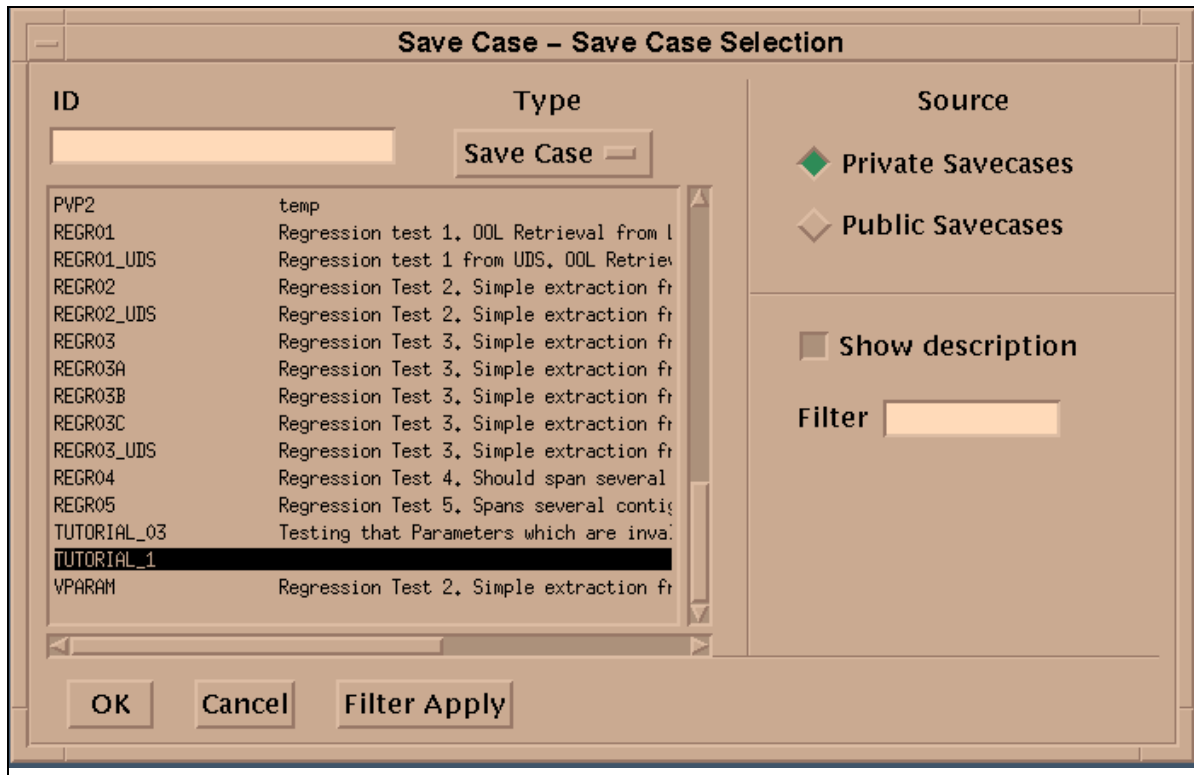 Save Case – Save Case Selection
ID
Type
Source
Save Case
Private Savecases
Public Savecases
PVP2 temp
REGR01 Regression test 1. OOL Retrieval from
REGR01_UDS Regression test 1 from UDS. OOL
REGR02 Regression Test 2. Simple extraction
REGR02_UDS Regression Test 2. Simple extraction
REGR03 Regression Test 3. Simple extraction
REGR03A Regression Test 3. Simple extraction
REGR03B Regression Test 3. Simple extraction
REGR03C Regression Test 3. Simple extraction
REGR03_UDS Regression Test 3. Simple extraction
REGR04 Regression Test 4. Should span several
REGR05 Regression Test 5. Spans several
TUTORIAL_03 Testing that Parameters which are
TUTORIAL_1
VPARAM Regression Test 2. Simple extraction
Show description
Filter
OK
Cancel
Filter Apply